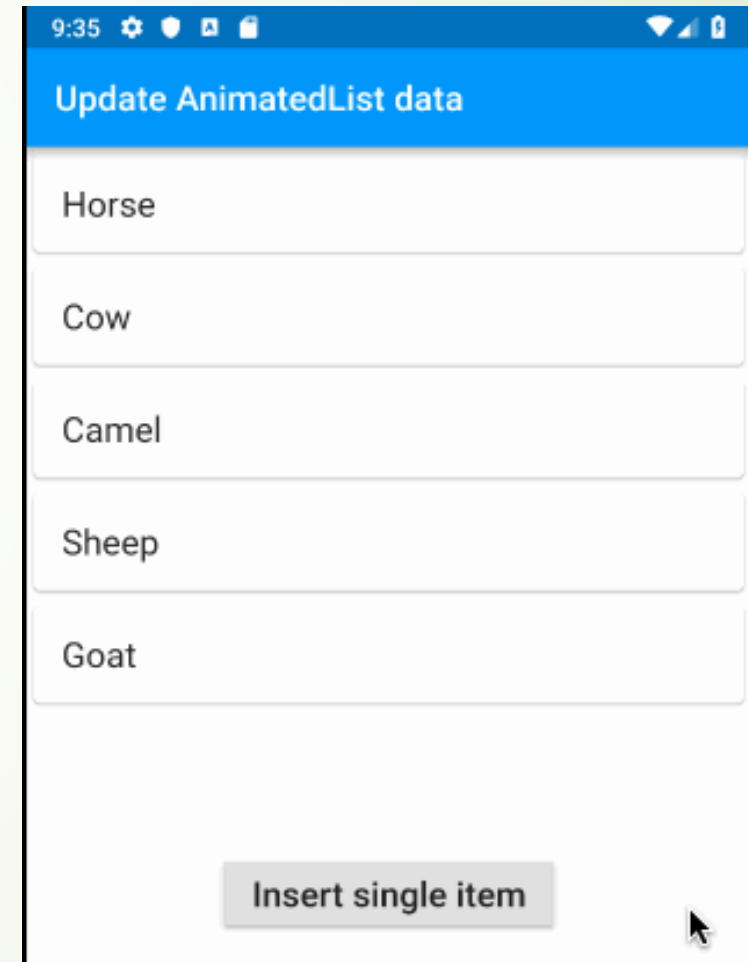 9:35
Update AnimatedList data
Horse
Cow
Camel
Sheep
Goat
Insert single item